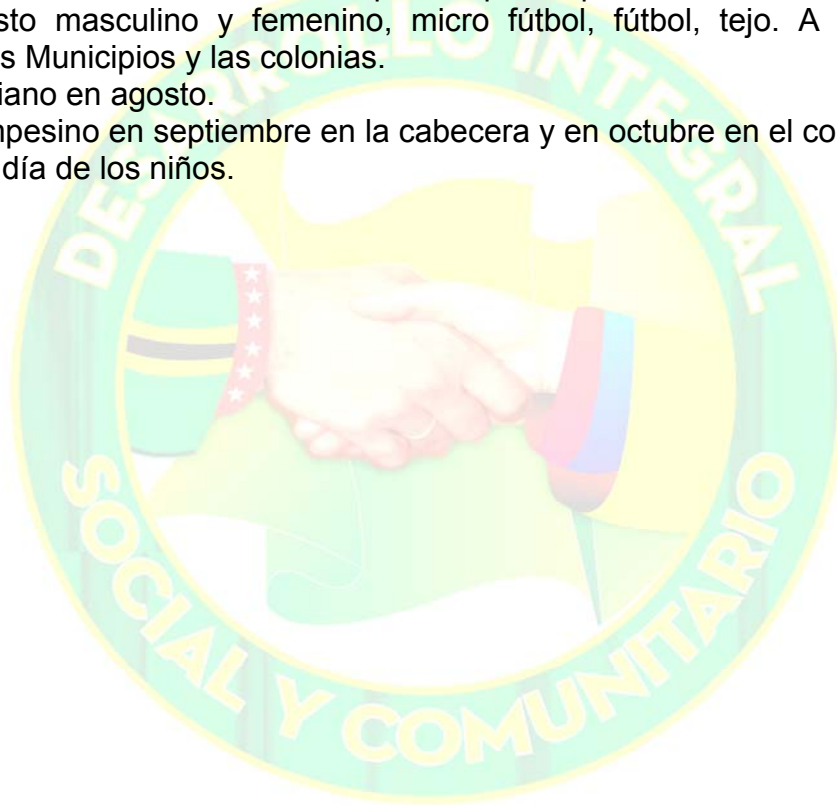 sto masculino y femenino, micro fútbol, fútbol, tejo. A
s Municipios y las colonias.
iano en agosto.
npesino en septiembre en la cabecera y en octubre en el co
día de los niños.
DESARROLLO INTEGRAL
SOCIAL Y COMUNITARIO